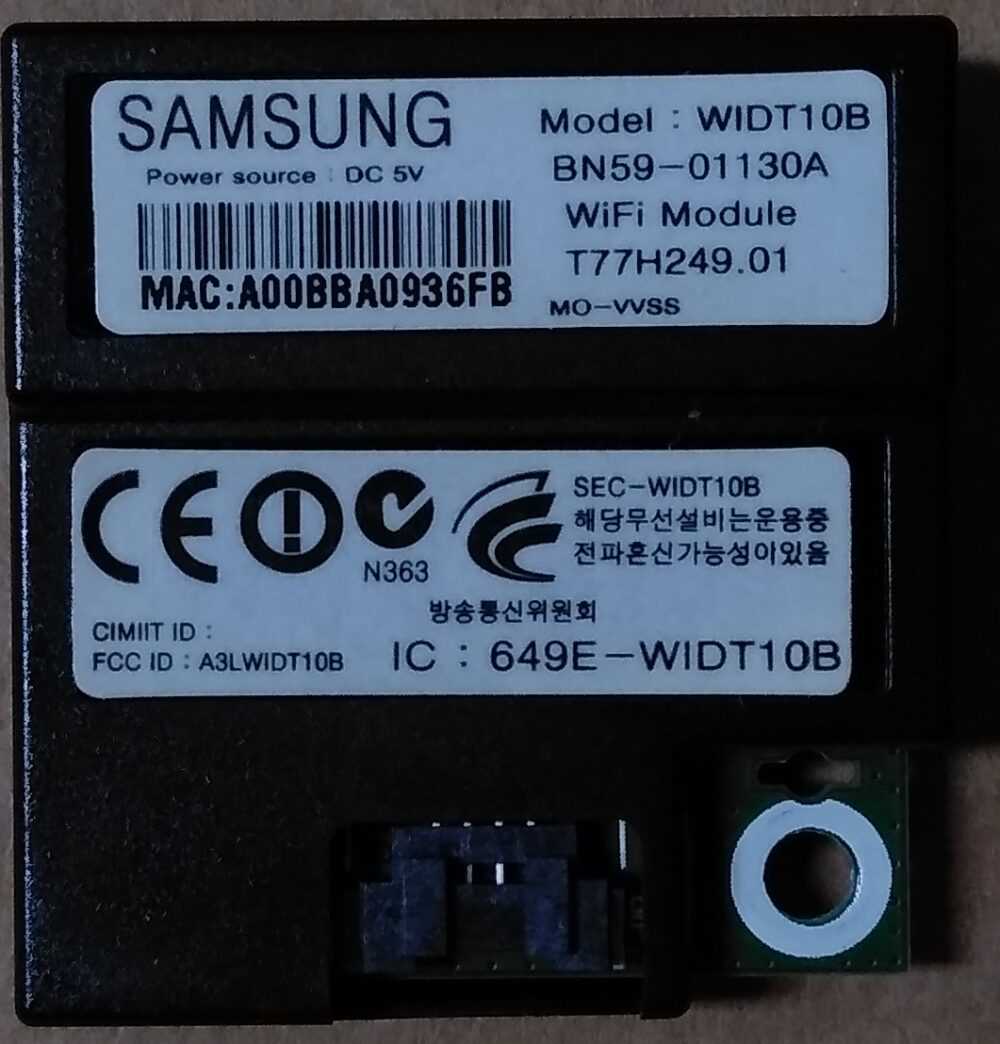 SAMSUNG
Power source : DC 5V
MAC:A00BBA0936FB
Model : WIDT10B
BN59-01130A
WiFi Module
T77H249.01
MO-VVSS
CE
N363
SEC-WIDT10B
해당무선설비는운용중
전파혼신가능성이있음
방송통신위원회
CIMIIT ID :
FCC ID : A3LWIDT10B
IC : 649E-WIDT10B